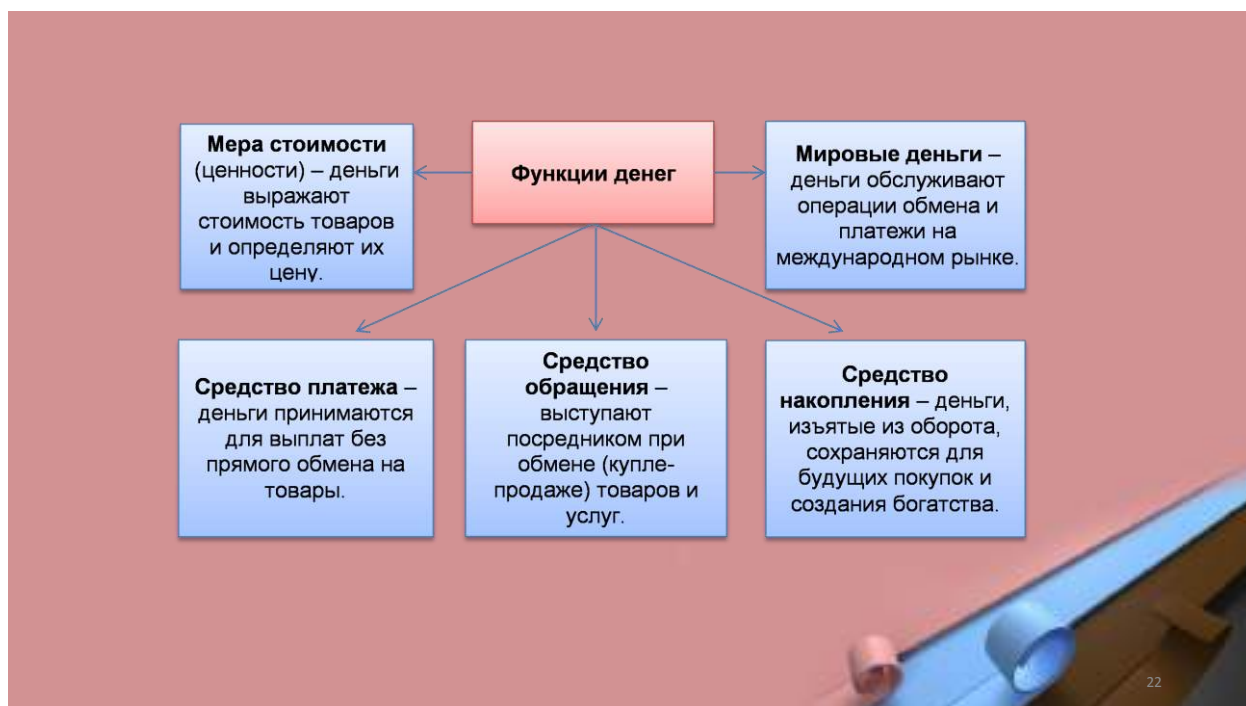 Мера стоимости
(ценности) – деньги
выражают
стоимость товаров
и определяют их
цену.
Функции денег
Мировые деньги –
деньги обслуживают
операции обмена и
платежи на
международном рынке.
Средство платежа –
деньги принимаются
для выплат без
прямого обмена на
товары.
Средство
обращения –
выступают
посредником при
обмене (купле-
продаже) товаров и
услуг.
Средство
накопления – деньги,
изъятые из оборота,
сохраняются для
будущих покупок и
создания богатства.
22